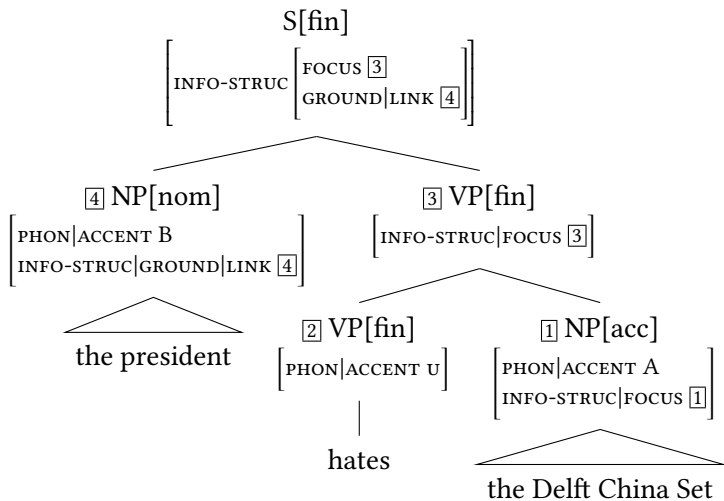 S[fin]
INFO-STRUC [FOCUS 3
GROUND|LINK 4]
4 NP[nom] 3 VP[fin]
PHON|ACCENT B
INFO-STRUC|GROUND|LINK 4
INFO-STRUC|FOCUS 3
the president
2 VP[fin] 1 NP[acc]
PHON|ACCENT U
PHON|ACCENT A
INFO-STRUC|FOCUS 1
hates
the Delft China Set